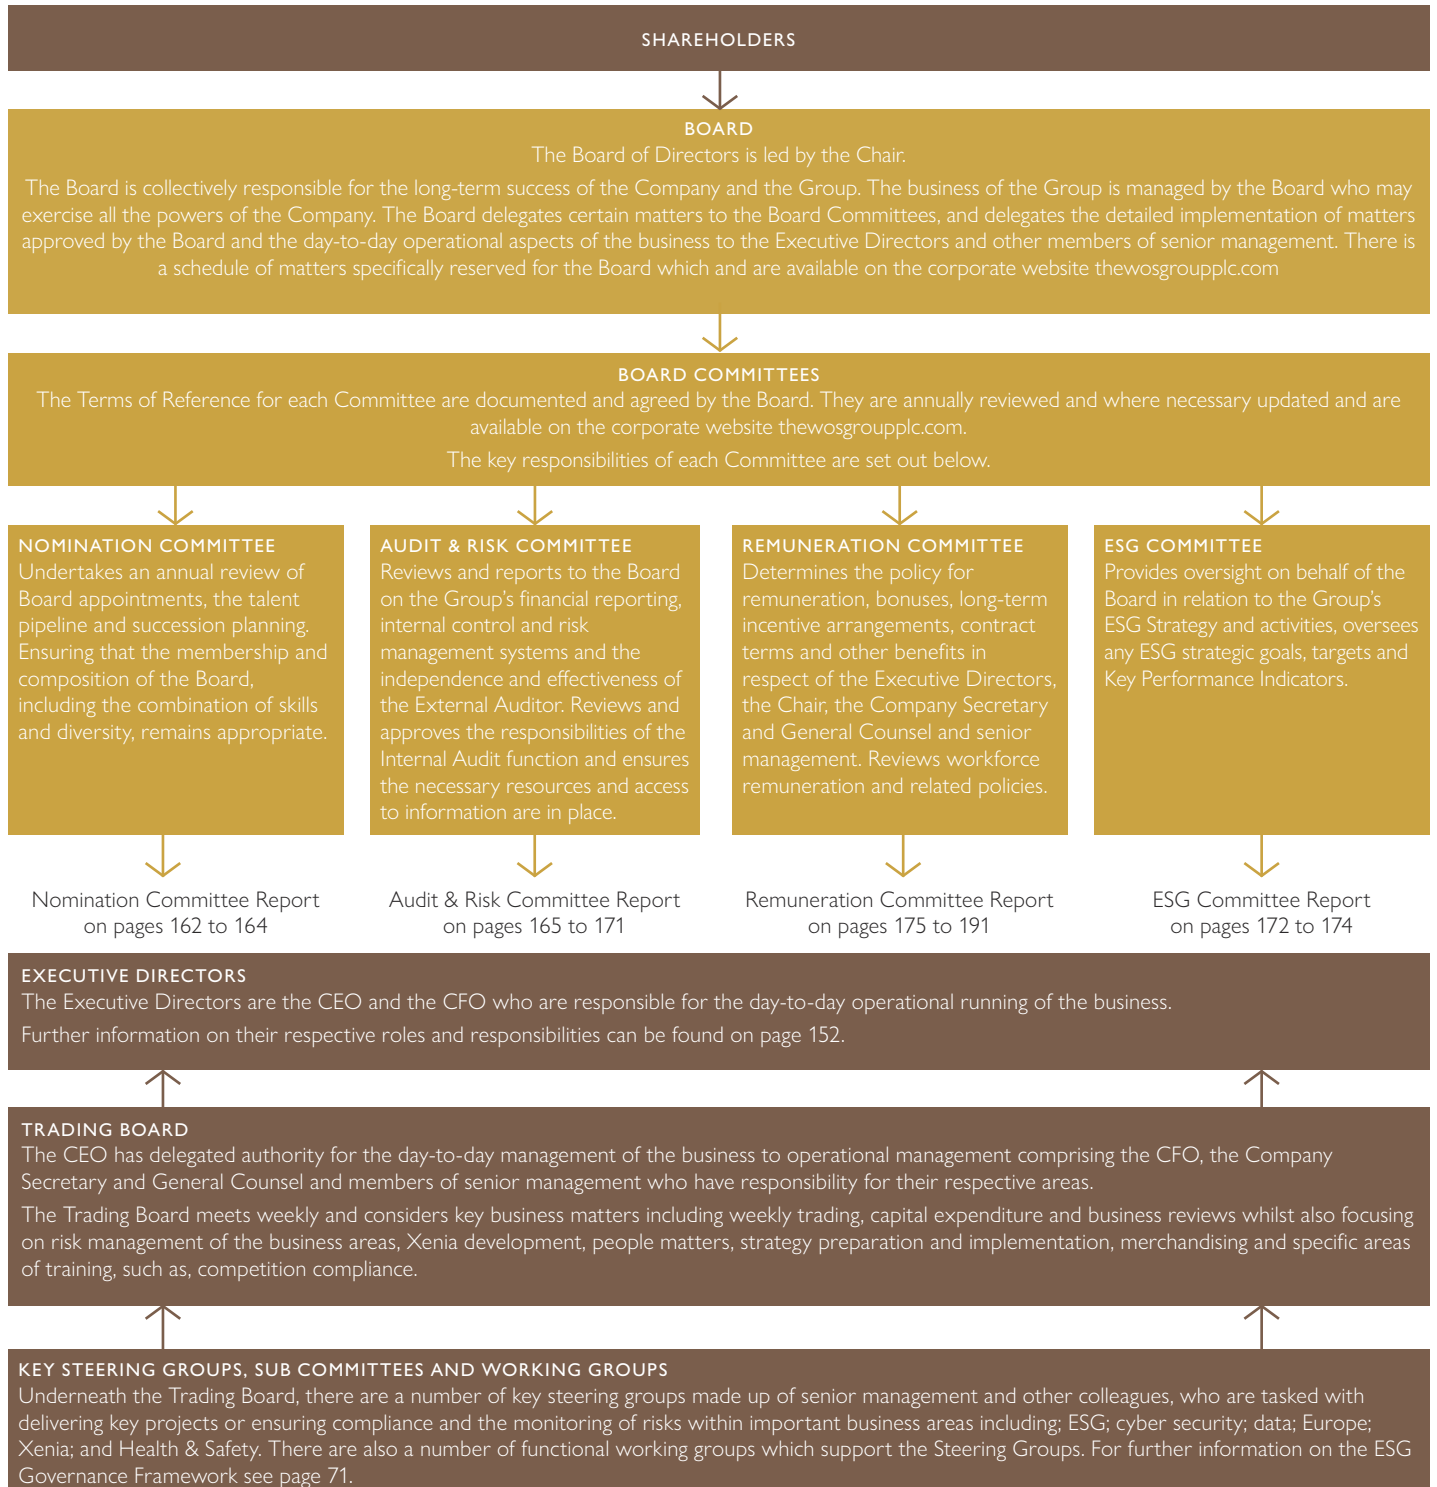 SHAREHOLDERS
BOARD
The Board of Directors is led by the Chair.
The Board is collectively responsible for the long-term success of the Company and the Group. The business of the Group is managed by the Board who may
exercise all the powers of the Company. The Board delegates certain matters to the Board Committees, and delegates the detailed implementation of matters
approved by the Board and the day-to-day operational aspects of the business to the Executive Directors and other members of senior management. There is
a schedule of matters specifically reserved for the Board which and are available on the corporate website thewosgroupplc.com
BOARD COMMITTEES
The Terms of Reference for each Committee are documented and agreed by the Board. They are annually reviewed and where necessary updated and are
available on the corporate website thewosgroupplc.com.
The key responsibilities of each Committee are set out below.
NOMINATION COMMITTEE
Undertakes an annual review of
Board appointments, the talent
pipeline and succession planning.
Ensuring that the membership and
composition of the Board,
including the combination of skills
and diversity, remains appropriate.
AUDIT & RISK COMMITTEE
Reviews and reports to the Board
on the Group's financial reporting,
internal control and risk
management systems and the
independence and effectiveness of
the External Auditor. Reviews and
approves the responsibilities of the
Internal Audit function and ensures
the necessary resources and access
to information are in place.
REMUNERATION COMMITTEE
Determines the policy for
remuneration, bonuses, long-term
incentive arrangements, contract
terms and other benefits in
respect of the Executive Directors,
the Chair, the Company Secretary
and General Counsel and senior
management. Reviews workforce
remuneration and related policies.
ESG COMMITTEE
Provides oversight on behalf of the
Board in relation to the Group's
ESG Strategy and activities, oversees
any ESG strategic goals, targets and
Key Performance Indicators.
Nomination Committee Report
on pages 162 to 164
Audit & Risk Committee Report
on pages 165 to 171
Remuneration Committee Report
on pages 175 to 191
ESG Committee Report
on pages 172 to 174
EXECUTIVE DIRECTORS
The Executive Directors are the CEO and the CFO who are responsible for the day-to-day operational running of the business.
Further information on their respective roles and responsibilities can be found on page 152.
TRADING BOARD
The CEO has delegated authority for the day-to-day management of the business to operational management comprising the CFO, the Company
Secretary and General Counsel and members of senior management who have responsibility for their respective areas.
The Trading Board meets weekly and considers key business matters including weekly trading, capital expenditure and business reviews whilst also focusing
on risk management of the business areas, Xenia development, people matters, strategy preparation and implementation, merchandising and specific areas
of training, such as, competition compliance.
KEY STEERING GROUPS, SUB COMMITTEES AND WORKING GROUPS
Underneath the Trading Board, there are a number of key steering groups made up of senior management and other colleagues, who are tasked with
delivering key projects or ensuring compliance and the monitoring of risks within important business areas including; ESG; cyber security; data; Europe;
Xenia; and Health & Safety. There are also a number of functional working groups which support the Steering Groups. For further information on the ESG
Governance Framework see page 71.